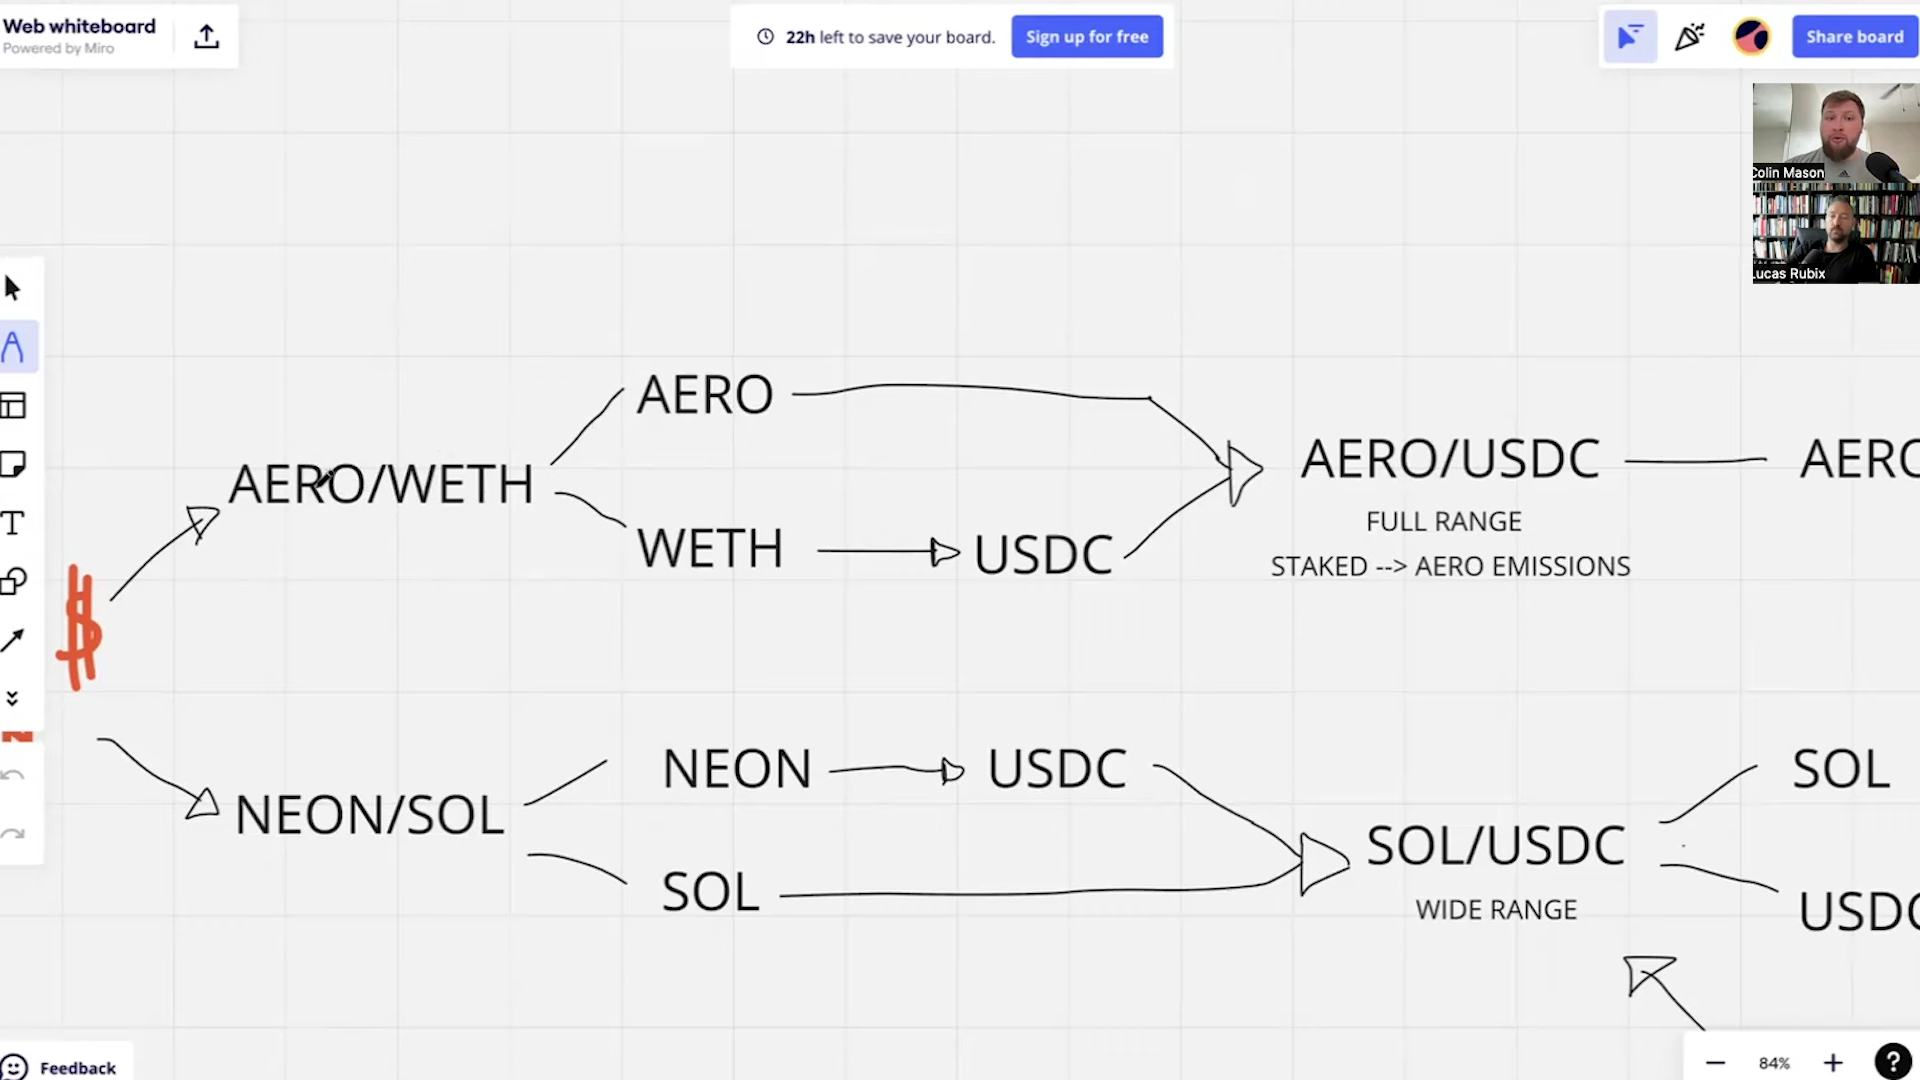 Web whiteboard
Powered by Miro
22h left to save your board.
Sign up for free
Share board
Colin Mason
Lucas Rubix
AERO
AERO/WETH
WETH
USDC
AERO/USDC
FULL RANGE
STAKED --> AERO EMISSIONS
AERO
$
NEON
USDC
NEON/SOL
SOL
SOL/USDC
WIDE RANGE
SOL
USDC
Feedback
84%